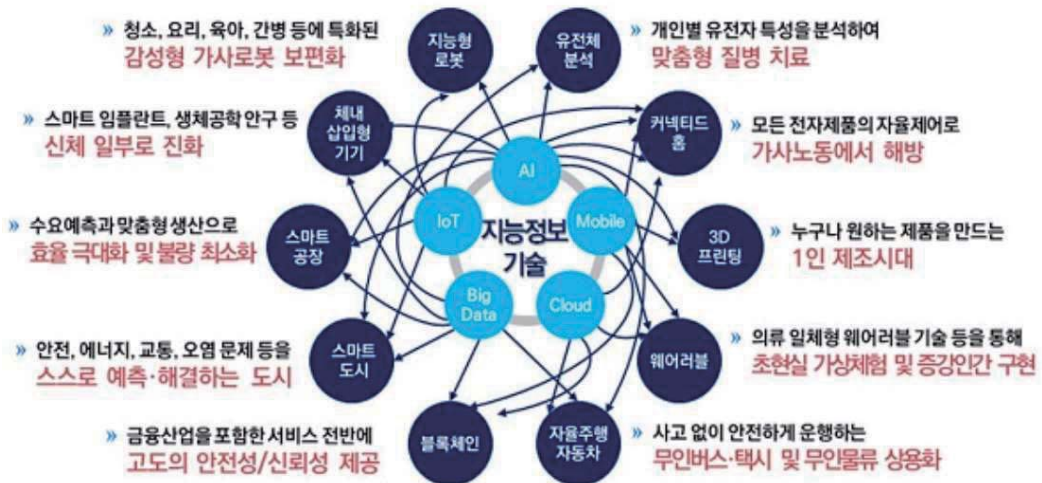 » 청소, 요리, 육아, 간병 등에 특화된
감성형 가사로봇 보편화
지능형
로봇
유전체
분석
» 개인별 유전자 특성을 분석하여
맞춤형 질병 치료
» 스마트 임플란트, 생체공학 안구 등
신체 일부로 진화
체내
삽입형
기기
커넥티드
홈
» 모든 전자제품의 자율제어로
가사노동에서 해방
AI
IoT
지능정보
기술
Mobile
» 수요예측과 맞춤형 생산으로
효율 극대화 및 불량 최소화
스마트
공장
3D
프린팅
» 누구나 원하는 제품을 만드는
1인 제조시대
Big
Data
Cloud
» 안전, 에너지, 교통, 오염 문제 등을
스스로 예측·해결하는 도시
스마트
도시
웨어러블
» 의류 일체형 웨어러블 기술 등을 통해
초현실 가상체험 및 증강인간 구현
» 금융산업을 포함한 서비스 전반에
고도의 안전성/신뢰성 제공
블록체인
자율주행
자동차
» 사고 없이 안전하게 운행하는
무인버스·택시 및 무인물류 상용화